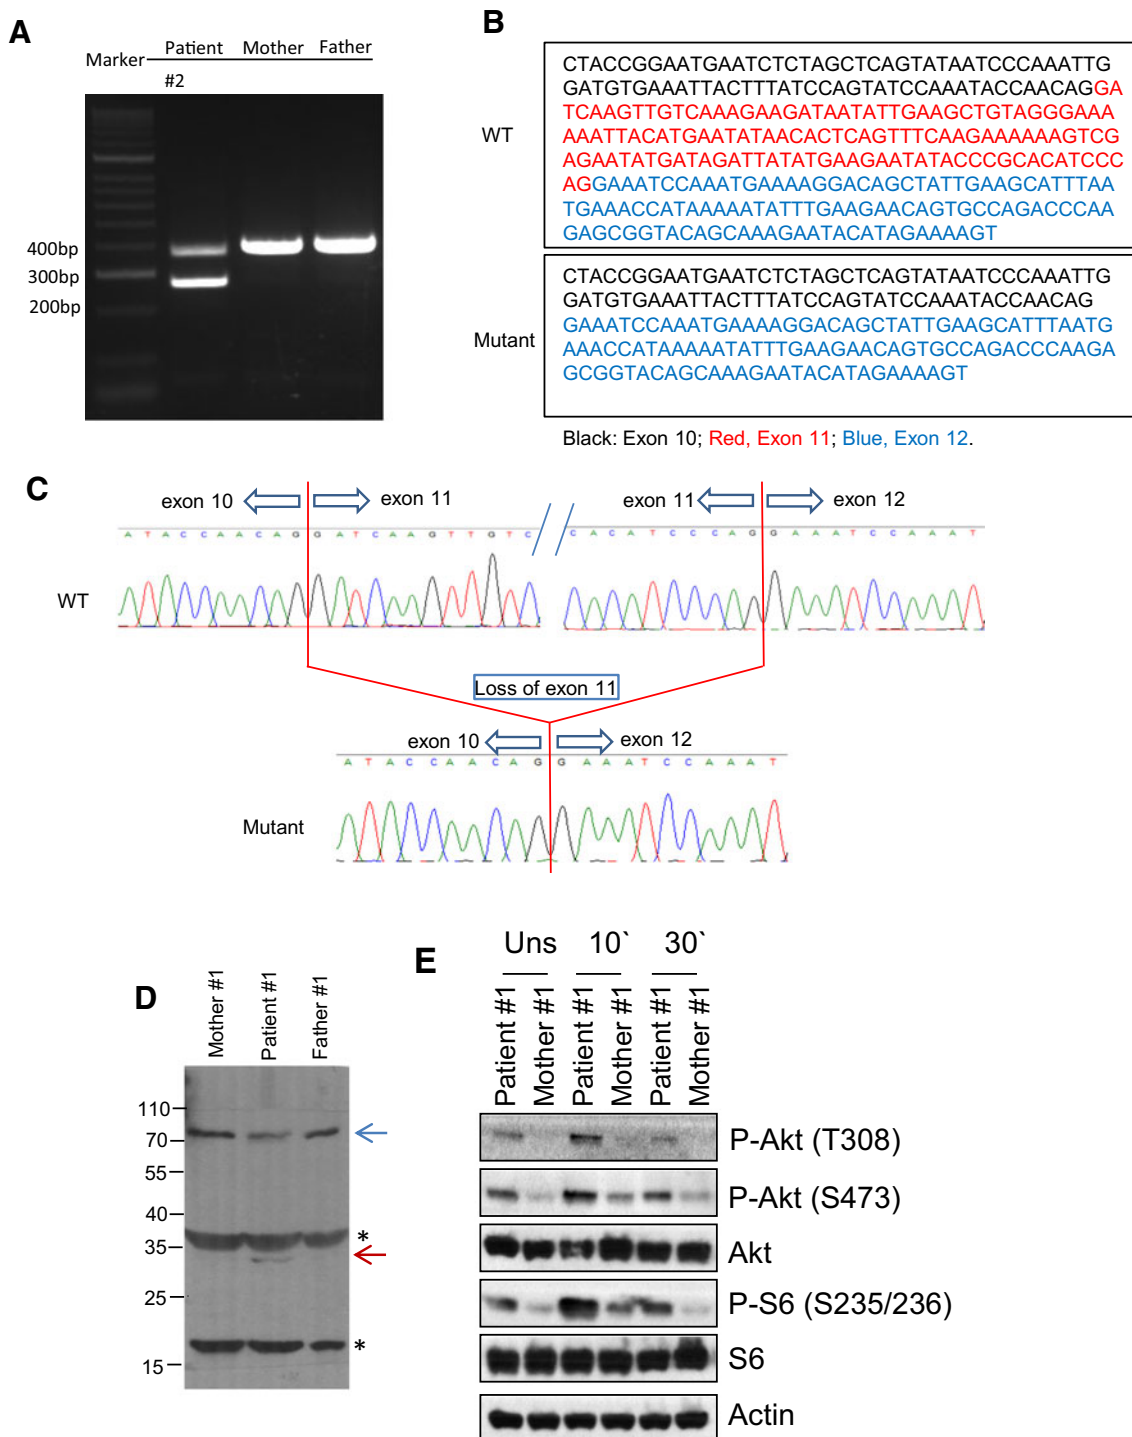 A
Marker
Patient
Mother
Father
#2
400bp
300bp
200bp
B
WT
CTACCGGAATGAATCTCTAGCTCAGTATAATCCCAAATTG
GATGTGAAATTACTTTATCCAGTATCCAAATACCAACAGGA
TCAAGTTGTCAAAGAAGATAATATTGAAGCTGTAGGGAAA
AAATTACATGAATATAACACTCAGTTTCAAGAAAAAAGTCG
AGAATATGATAGATTATATGAAGAATATACCCGCACATCCC
AGGAAATCCAAATGAAAAGGACAGCTATTGAAGCATTTAA
TGAAACCATAAAAATATTTGAAGAACAGTGCCAGACCCAA
GAGCGGTACAGCAAAGAATACATAGAAAAGT
Mutant
CTACCGGAATGAATCTCTAGCTCAGTATAATCCCAAATTG
GATGTGAAATTACTTTATCCAGTATCCAAATACCAACAG
GAAATCCAAATGAAAAGGACAGCTATTGAAGCATTTAATG
AAACCATAAAAATATTTGAAGAACAGTGCCAGACCCAAGA
GCGGTACAGCAAAGAATACATAGAAAAGT
Black: Exon 10; Red, Exon 11; Blue, Exon 12.
C
exon 10
exon 11
exon 11
exon 12
ATACCAACAGGATCAAGTTGTC
CACATCCCAGGAAATCCAAAT
WT
Loss of exon 11
exon 10
exon 12
ATACCAACAGGAAATCCAAAT
Mutant
D
Mother #1
Patient #1
Father #1
110
70
55
40
35
25
15
*
*
E
Uns
10`
30`
Patient #1
Mother #1
Patient #1
Mother #1
Patient #1
Mother #1
P-Akt (T308)
P-Akt (S473)
Akt
P-S6 (S235/236)
S6
Actin